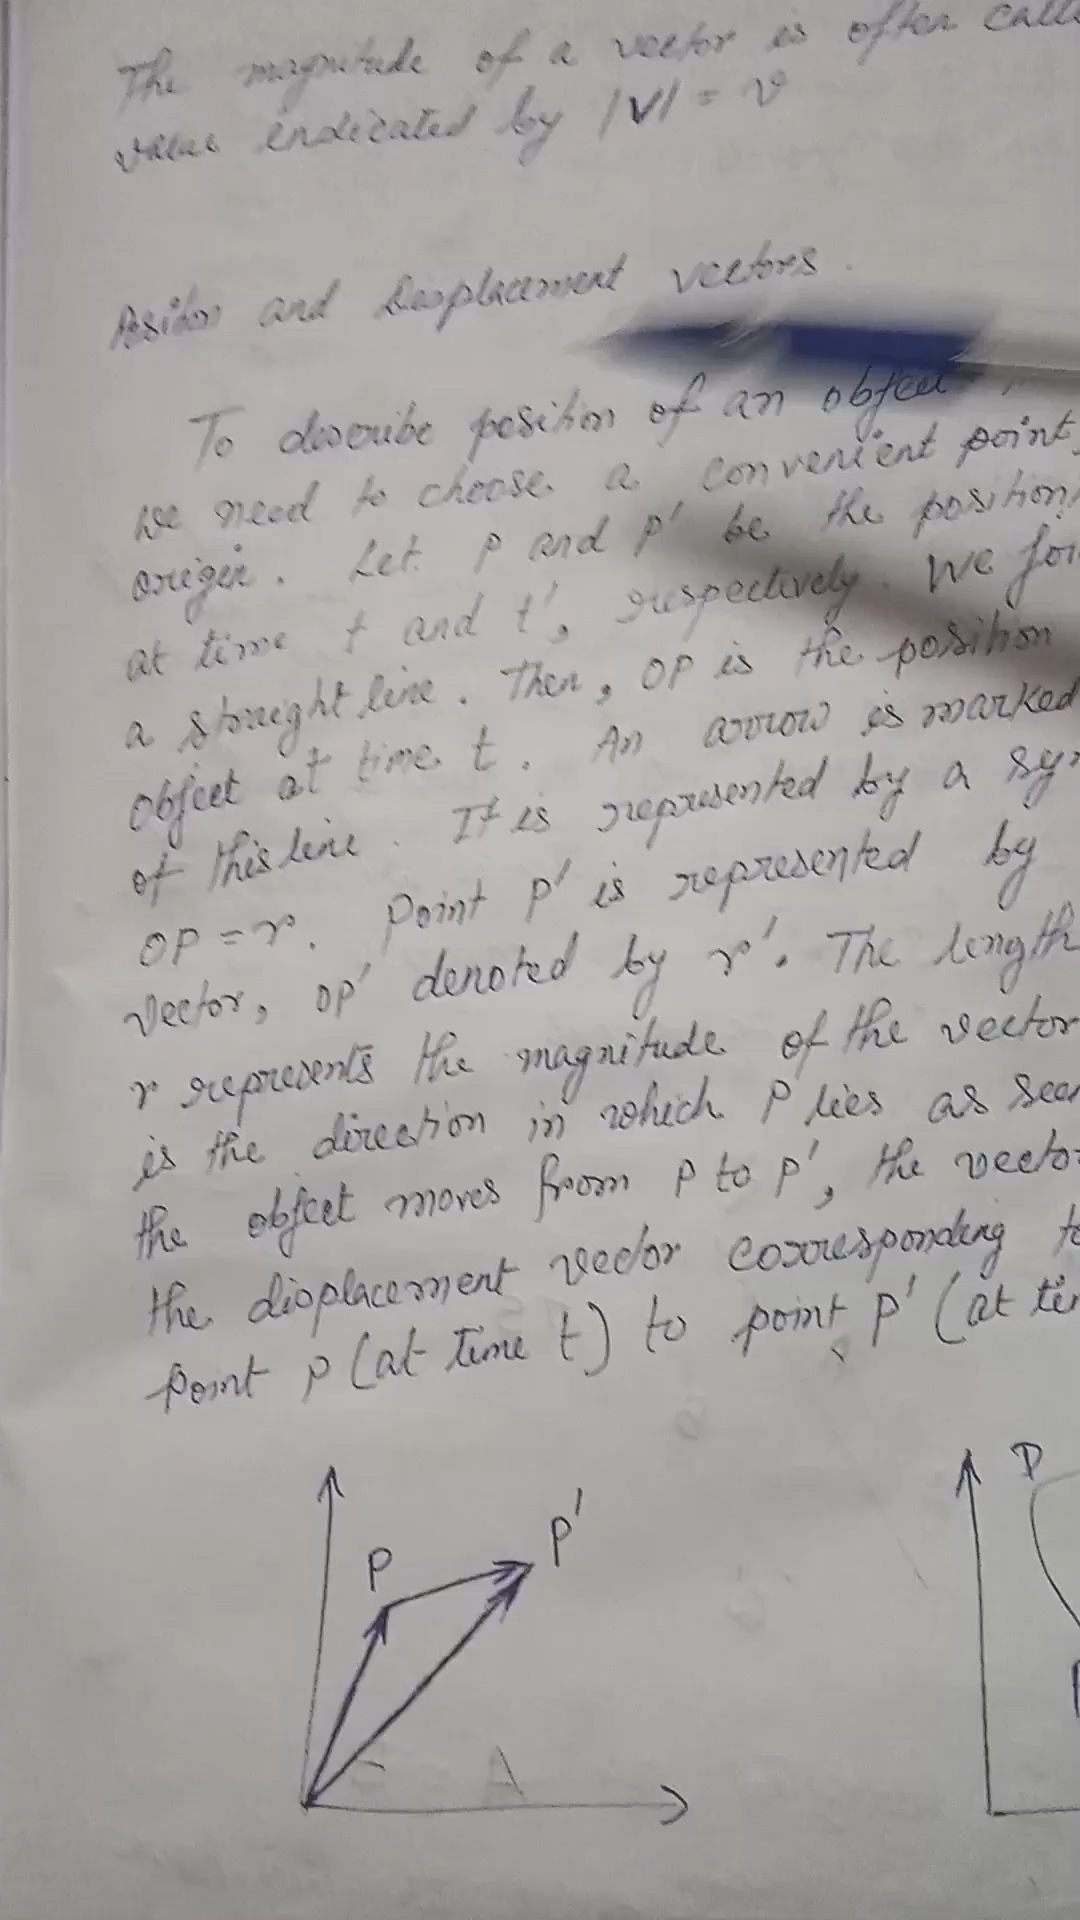 The magnitude of a vector is often calle
value indicated by |V| = v
Position and Displacement vectors.
To describe position of an object
we need to choose a convenient point,
origin. Let P and P' be the position
at time t and t', respectively. We join
a straight line. Then, OP is the position
object at time t. An arrow is marked
of this line. It is represented by a sym
OP = r. Point P' is represented by
vector, OP' denoted by r'. The length
r represents the magnitude of the vector
is the direction in which P lies as seen
the object moves from P to P', the vector
the displacement vector corresponding to
point P (at time t) to point P' (at tim
P P'
P